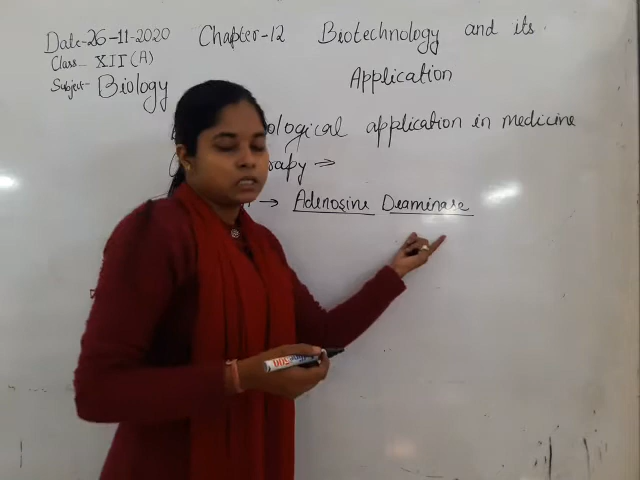 Date-26-11-2020 Chapter-12 Biotechnology and its
Class- XII (A)
Subject- Biology Application
ological application in medicine
rapy →
→ Adenosine Deaminase